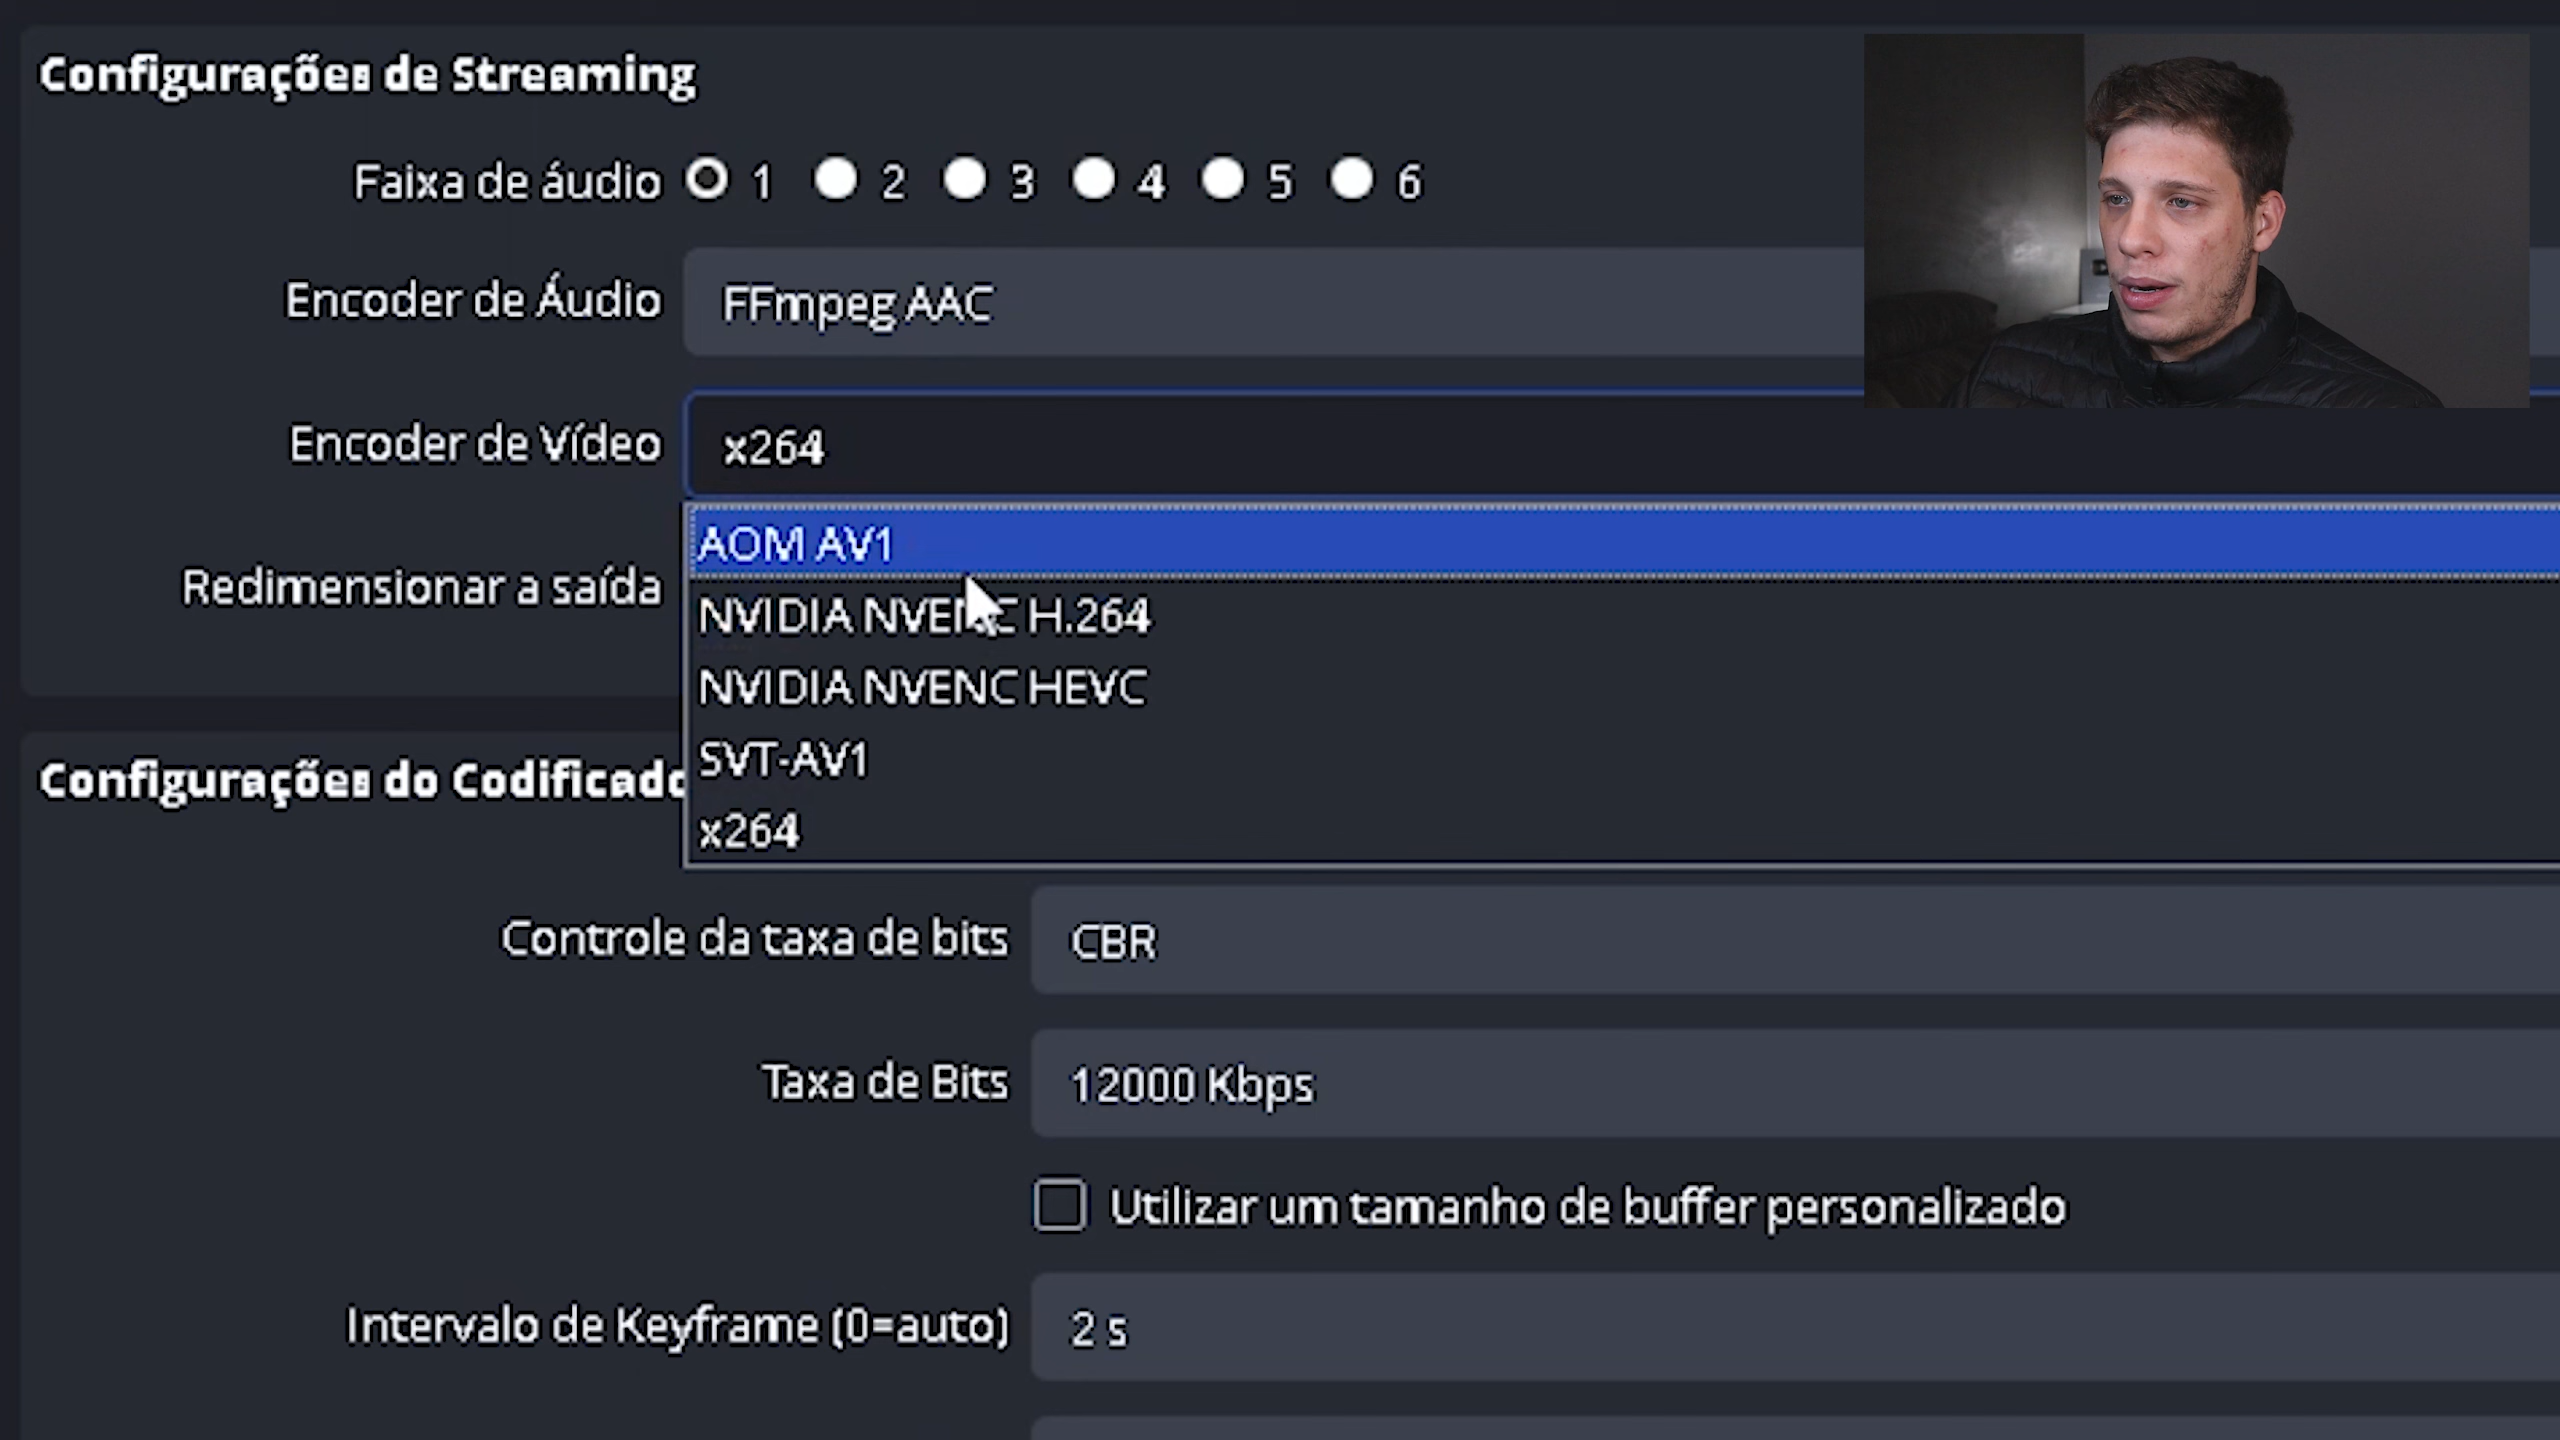 Configurações de Streaming
Faixa de áudio 1 2 3 4 5 6
Encoder de Áudio FFmpeg AAC
Encoder de Vídeo x264
AOM AV1
Redimensionar a saída
NVIDIA NVENC H.264
NVIDIA NVENC HEVC
SVT-AV1
x264
Configurações do Codificado
Controle da taxa de bits CBR
Taxa de Bits 12000 Kbps
Utilizar um tamanho de buffer personalizado
Intervalo de Keyframe (0=auto) 2 s